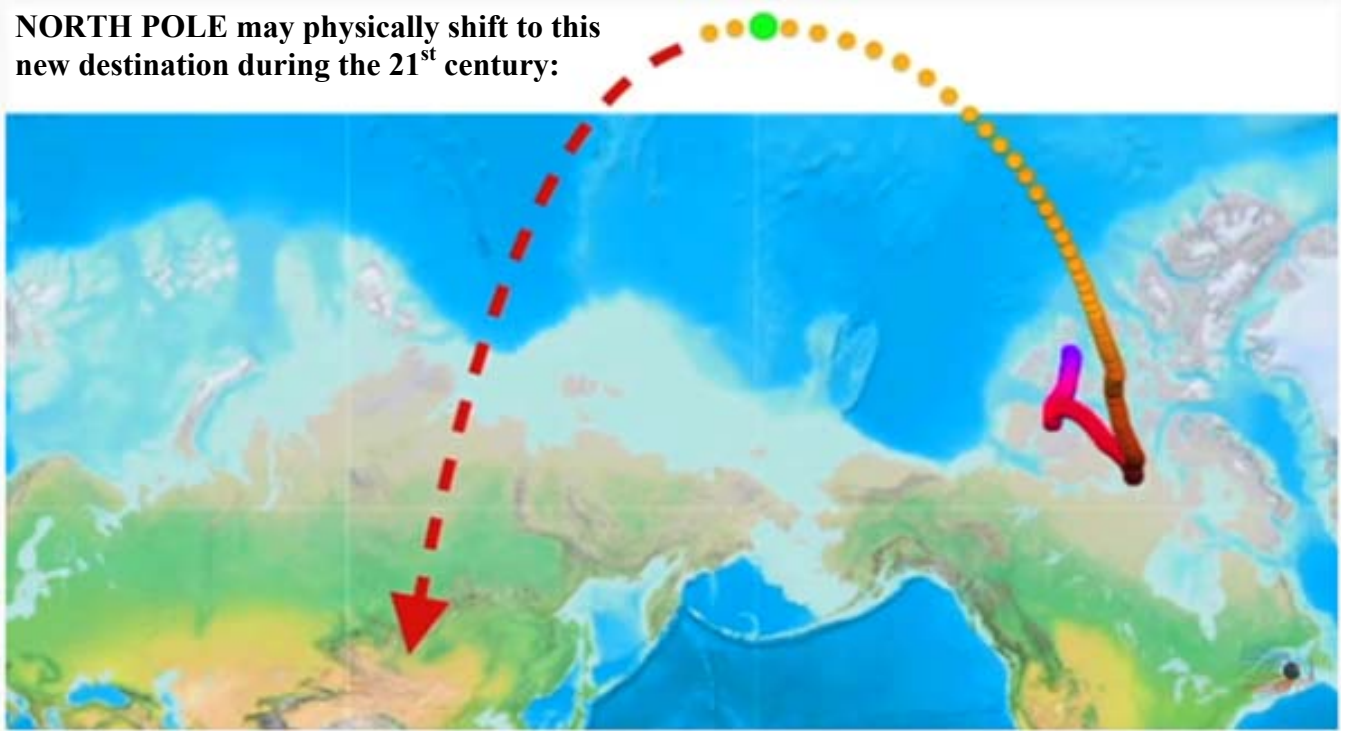 NORTH POLE may physically shift to this
new destination during the 21st century: